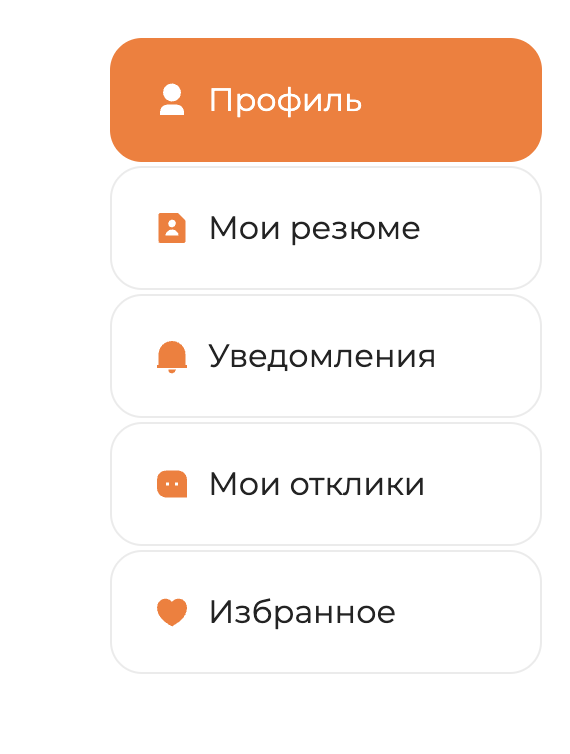 Профиль
Мои резюме
Уведомления
Мои отклики
Избранное